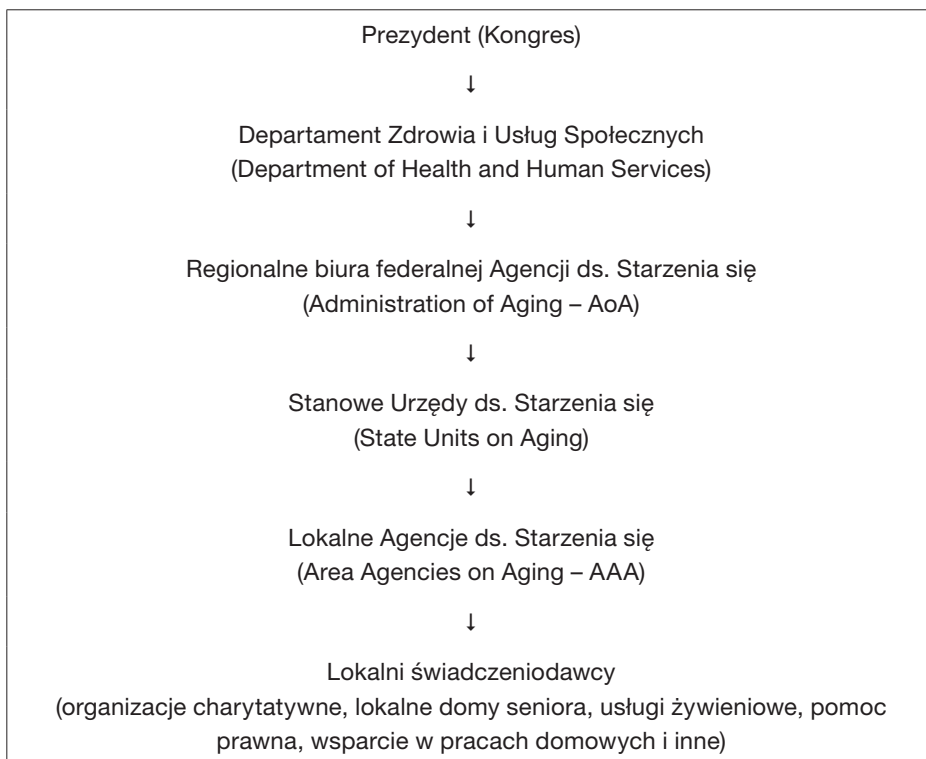 Prezydent (Kongres)
↓
Departament Zdrowia i Usług Społecznych
(Department of Health and Human Services)
↓
Regionalne biura federalnej Agencji ds. Starzenia się
(Administration of Aging – AoA)
↓
Stanowe Urzędy ds. Starzenia się
(State Units on Aging)
↓
Lokalne Agencje ds. Starzenia się
(Area Agencies on Aging – AAA)
↓
Lokalni świadczeniodawcy
(organizacje charytatywne, lokalne domy seniora, usługi żywieniowe, pomoc
prawna, wsparcie w pracach domowych i inne)